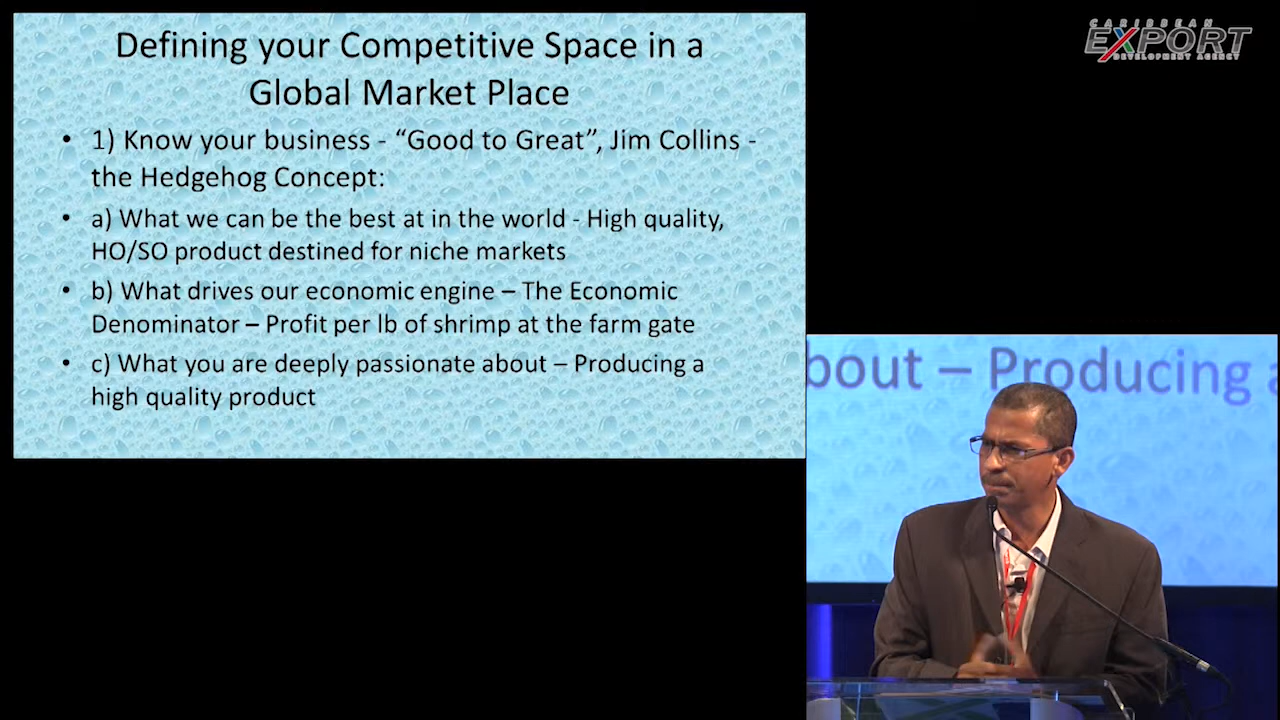 Defining your Competitive Space in a
Global Market Place
• 1) Know your business - “Good to Great”, Jim Collins -
the Hedgehog Concept:
• a) What we can be the best at in the world - High quality,
HO/SO product destined for niche markets
• b) What drives our economic engine – The Economic
Denominator – Profit per lb of shrimp at the farm gate
• c) What you are deeply passionate about – Producing a
high quality product
CARIBBEAN
EXPORT
DEVELOPMENT AGENCY
bout – Producing a